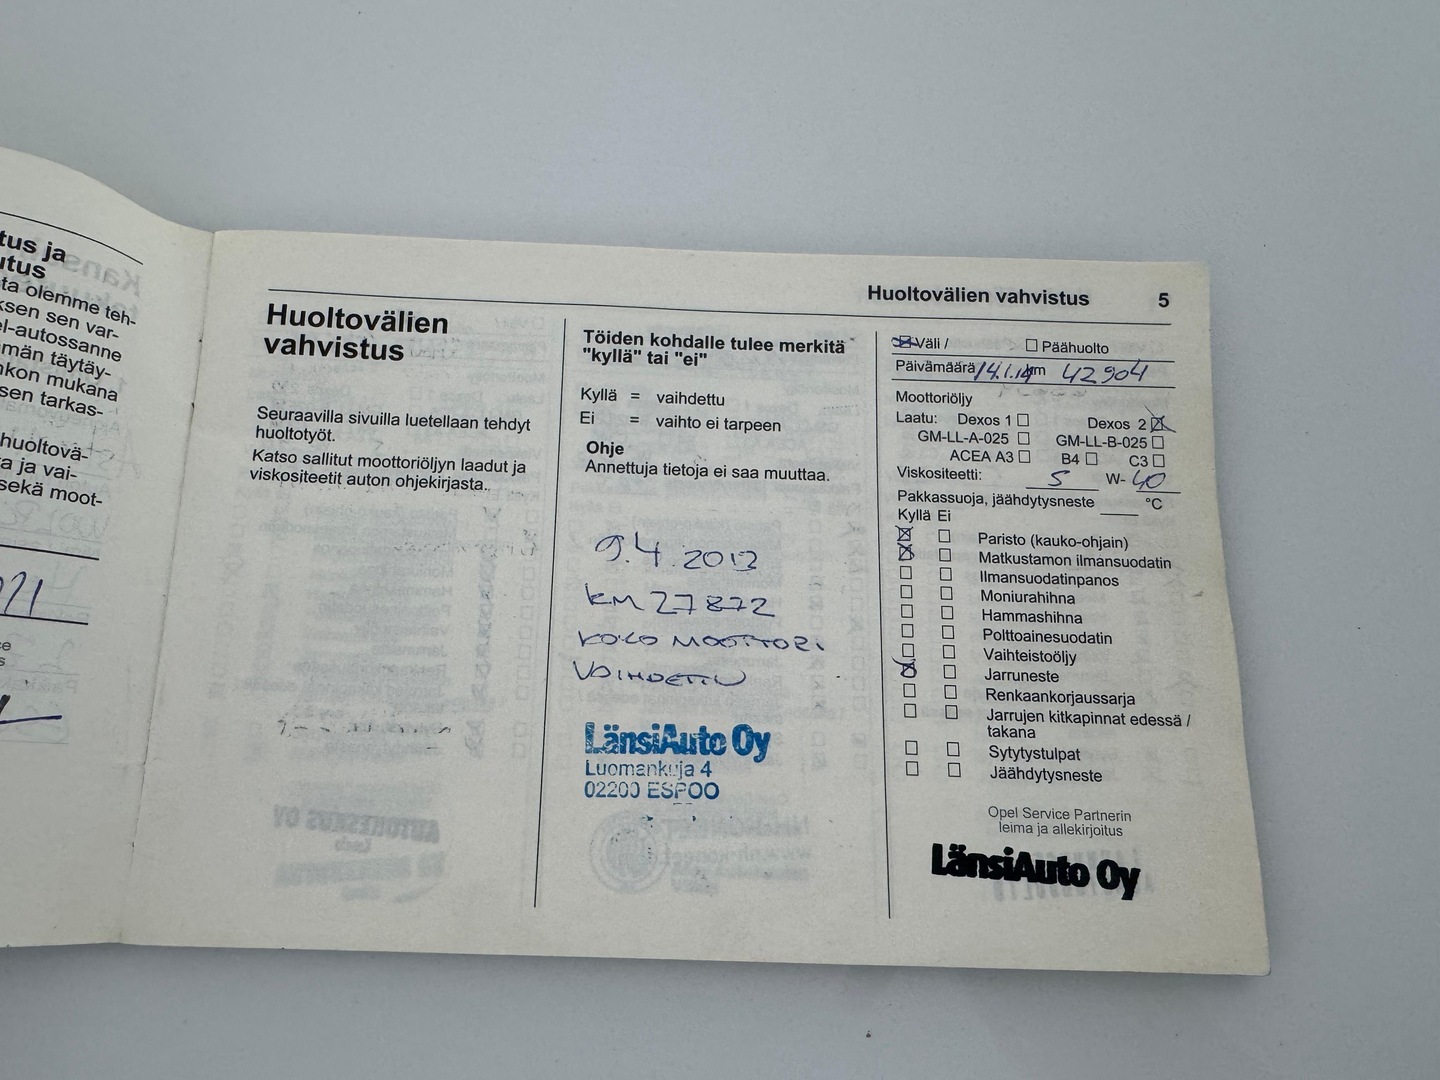 tus ja
utus
ta olemme teh-
ksen sen var-
el-autossanne
män täytäy-
nkon mukana
sen tarkas-
huoltovä-
a ja vai-
sekä moot-
Huoltovälien vahvistus 5
Huoltovälien
vahvistus
Seuraavilla sivuilla luetellaan tehdyt
huoltotyöt.
Katso sallitut moottoriöljyn laadut ja
viskositeetit auton ohjekirjasta.
Töiden kohdalle tulee merkitä
"kyllä" tai "ei"
Kyllä = vaihdettu
Ei = vaihto ei tarpeen
Ohje
Annettuja tietoja ei saa muuttaa.
9.4.2013
KM 27872
KOKO MOOTTORI
VAIHDETTU
LänsiAuto Oy
Luomankuja 4
02200 ESPOO
Väli / Päähuolto
Päivämäärä 14.1.14 km 42904
Moottoriöljy
Laatu: Dexos 1 Dexos 2
GM-LL-A-025 GM-LL-B-025
ACEA A3 B4 C3
Viskositeetti: 5 W- 40
Pakkassuoja, jäähdytysneste °C
Kyllä Ei
Paristo (kauko-ohjain)
Matkustamon ilmansuodatin
Ilmansuodatinpanos
Moniurahihna
Hammashihna
Polttoainesuodatin
Vaihteistoöljy
Jarruneste
Renkaankorjaussarja
Jarrujen kitkapinnat edessä /
takana
Sytytystulpat
Jäähdytysneste
Opel Service Partnerin
leima ja allekirjoitus
LänsiAuto Oy